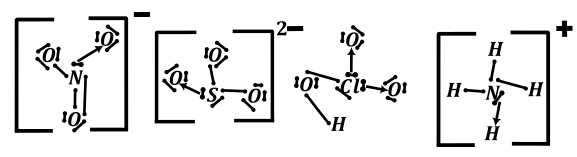 [O N O O]−
[O O S O]2−
O Cl O O H
[H H N H H]+